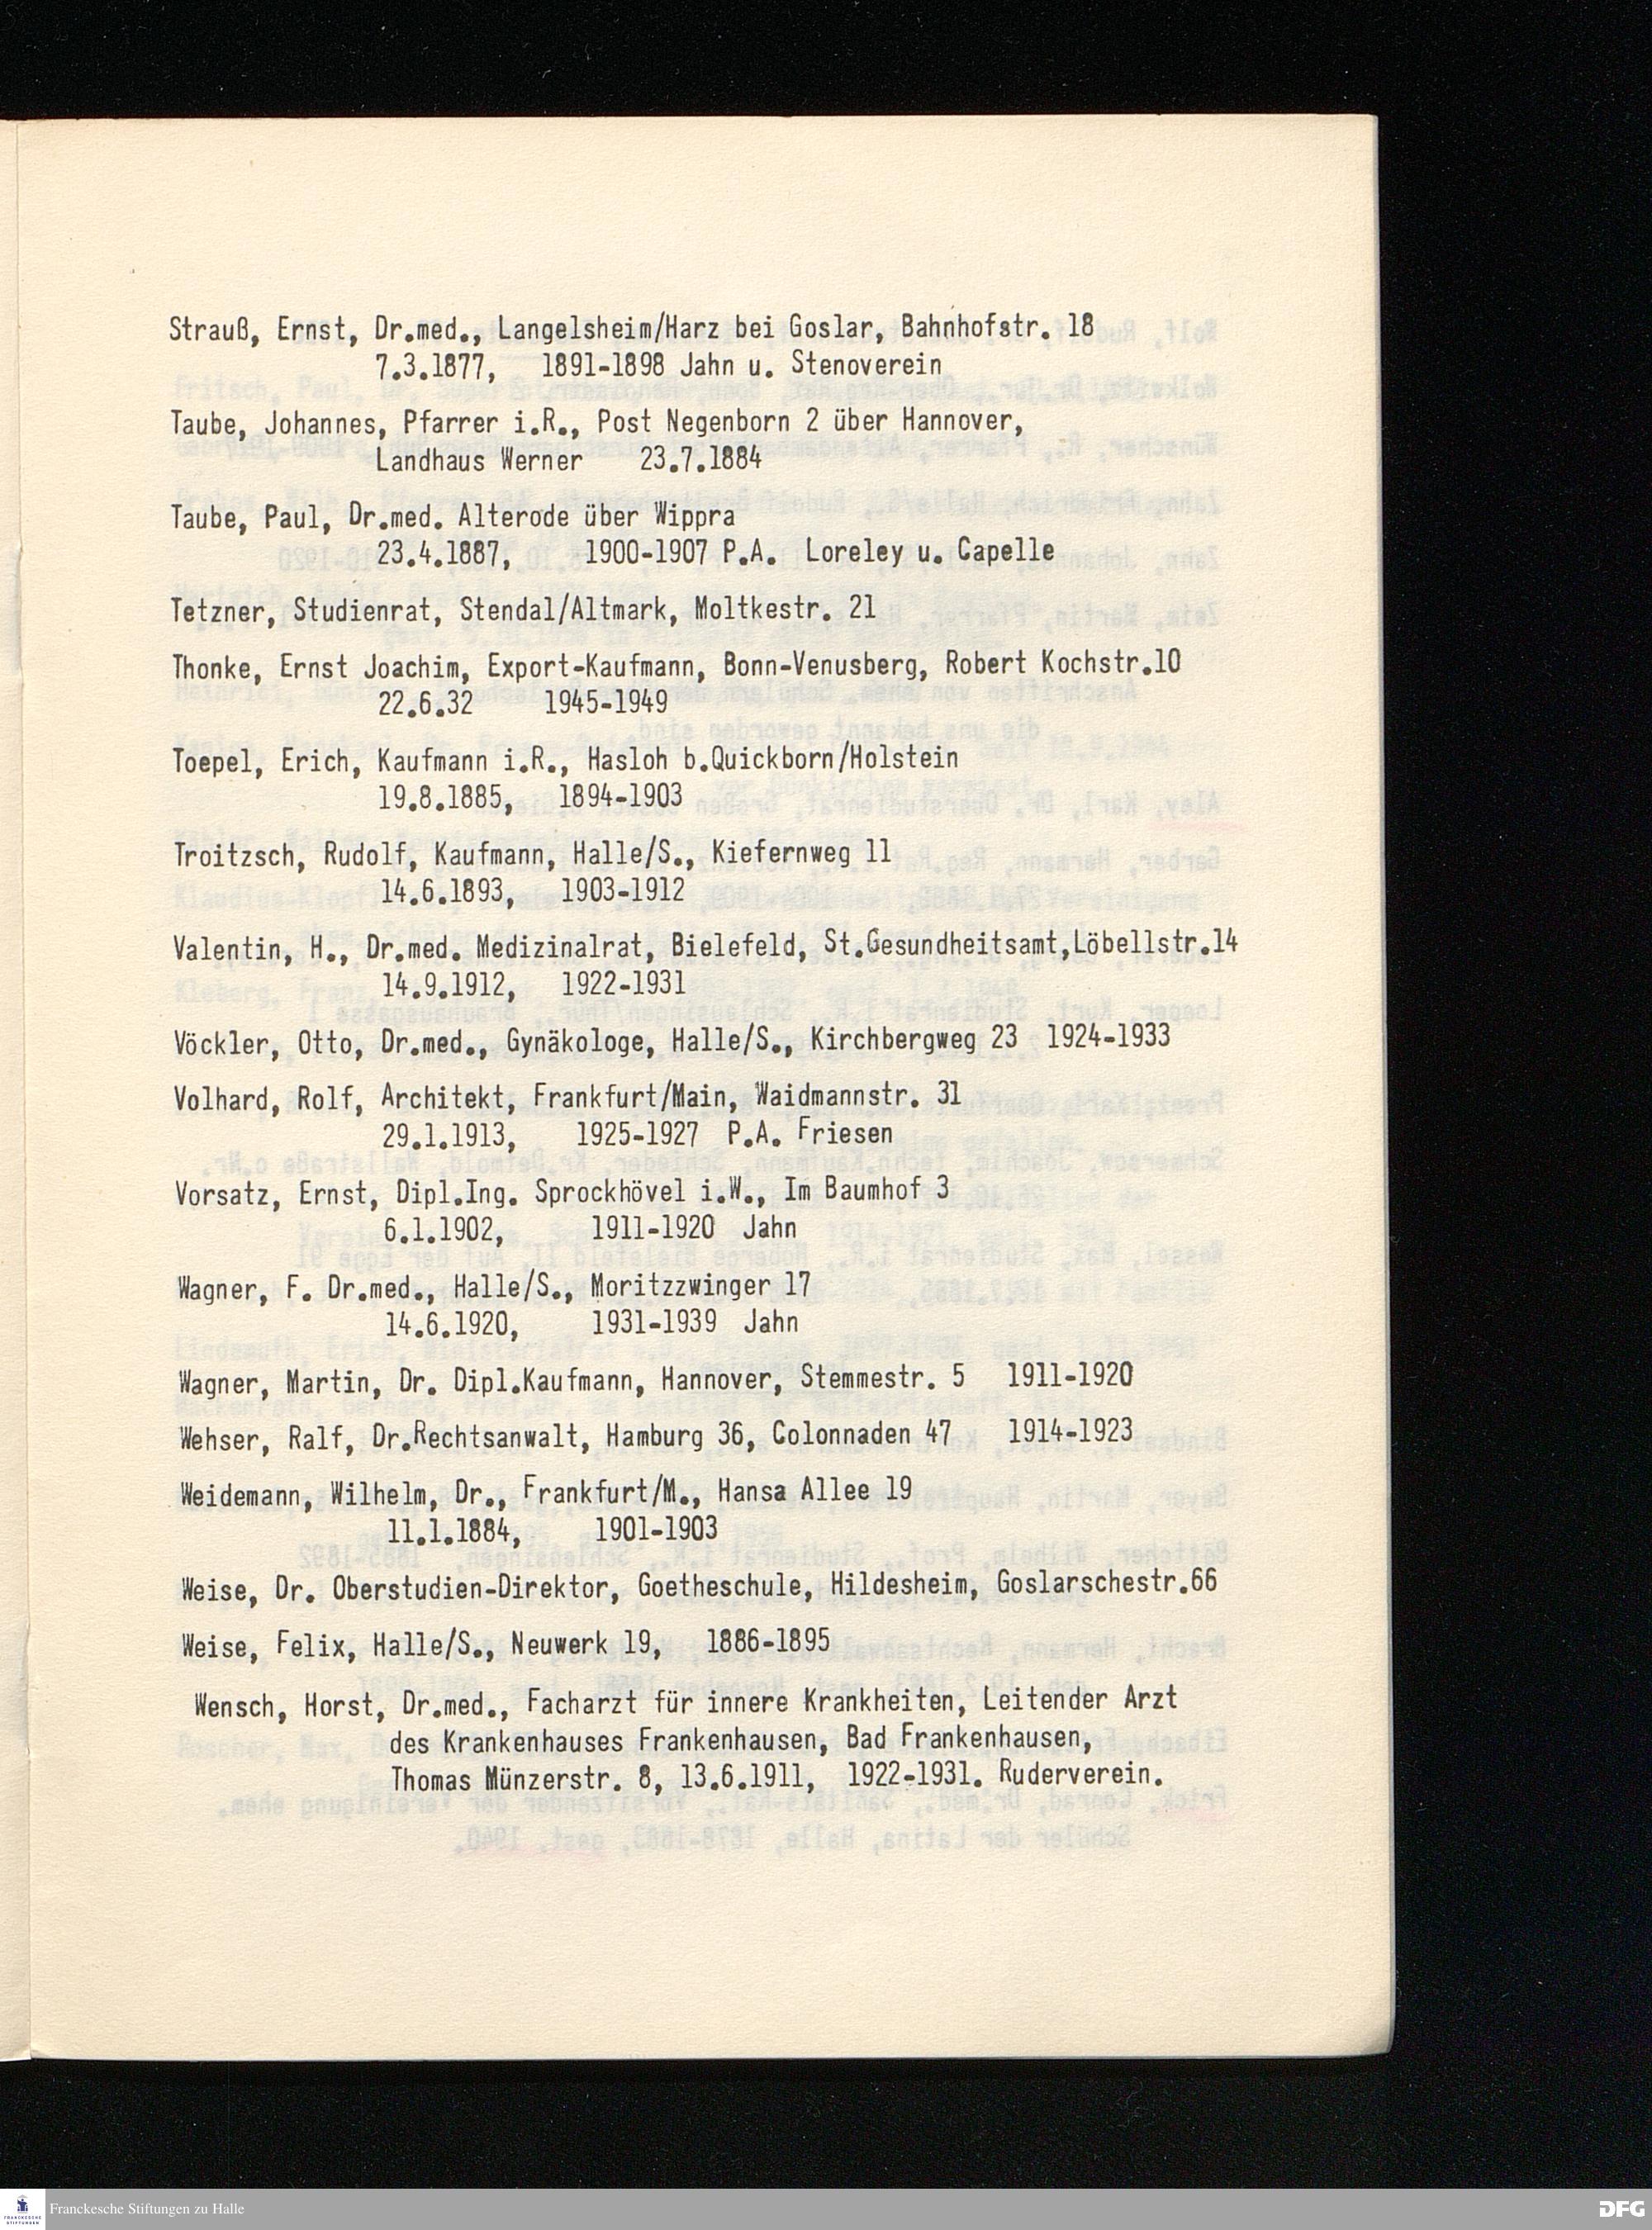 Strauß, Ernst, Dr.med., Langelsheim/Harz bei Goslar, Bahnhofstr. 18
7.3.1877, 1891-1898 Jahn u. Stenoverein
Taube, Johannes, Pfarrer i.R., Post Negenborn 2 über Hannover,
Landhaus Werner 23.7.1884
Taube, Paul, Dr.med. Alterode über Wippra
23.4.1887, 1900-1907 P.A. Loreley u. Capelle
Tetzner, Studienrat, Stendal/Altmark, Moltkestr. 21
Thonke, Ernst Joachim, Export-Kaufmann, Bonn-Venusberg, Robert Kochstr.10
22.6.32 1945-1949
Toepel, Erich, Kaufmann i.R., Hasloh b.Quickborn/Holstein
19.8.1885, 1894-1903
Troitzsch, Rudolf, Kaufmann, Halle/S., Kiefernweg 11
14.6.1893, 1903-1912
Valentin, H., Dr.med. Medizinalrat, Bielefeld, St.Gesundheitsamt,Löbellstr.14
14.9.1912, 1922-1931
Vöckler, Otto, Dr.med., Gynäkologe, Halle/S., Kirchbergweg 23 1924-1933
Volhard, Rolf, Architekt, Frankfurt/Main, Waidmannstr. 31
29.1.1913, 1925-1927 P.A. Friesen
Vorsatz, Ernst, Dipl.Ing. Sprockhövel i.W., Im Baumhof 3
6.1.1902, 1911-1920 Jahn
Wagner, F. Dr.med., Halle/S., Moritzzwinger 17
14.6.1920, 1931-1939 Jahn
Wagner, Martin, Dr. Dipl.Kaufmann, Hannover, Stemmestr. 5 1911-1920
Wehser, Ralf, Dr.Rechtsanwalt, Hamburg 36, Colonnaden 47 1914-1923
Weidemann, Wilhelm, Dr., Frankfurt/M., Hansa Allee 19
11.1.1884, 1901-1903
Weise, Dr. Oberstudien-Direktor, Goetheschule, Hildesheim, Goslarschestr.66
Weise, Felix, Halle/S., Neuwerk 19, 1886-1895
Wensch, Horst, Dr.med., Facharzt für innere Krankheiten, Leitender Arzt
des Krankenhauses Frankenhausen, Bad Frankenhausen,
Thomas Münzerstr. 8, 13.6.1911, 1922-1931. Ruderverein.
FRANCKESCHE
STIFTUNGEN
Franckesche Stiftungen zu Halle
DFG